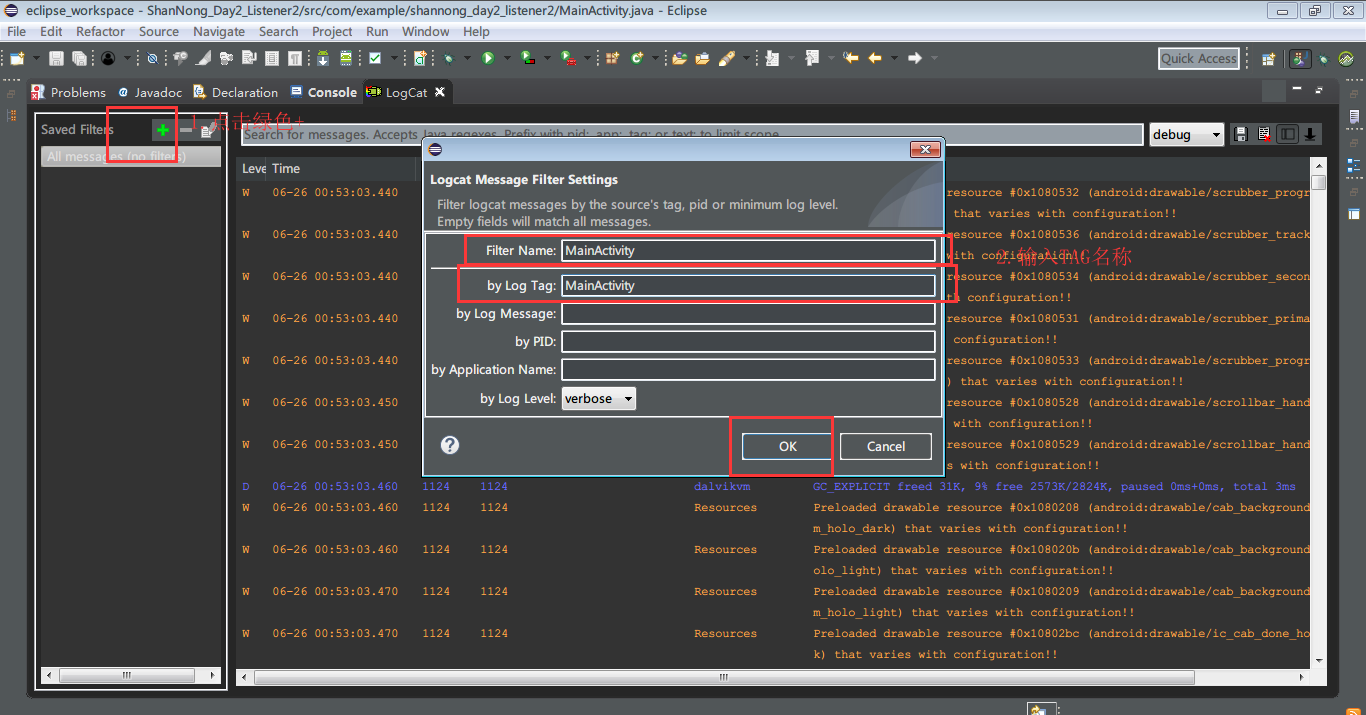 eclipse_workspace - ShanNong_Day2_Listener2/src/com/example/shannong_day2_listener2/MainActivity.java - Eclipse
File Edit Refactor Source Navigate Search Project Run Window Help
Quick Access
Problems Javadoc Declaration Console LogCat
Saved Filters
1.点击绿色+
Search for messages. Accepts Java regexes. Prefix with pid:, app:, tag: or text: to limit scope.
debug
All messages (no filters)
Leve Time
Logcat Message Filter Settings
Filter logcat messages by the source's tag, pid or minimum log level.
Empty fields will match all messages.
Filter Name: MainActivity
2.输入TAG名称
by Log Tag: MainActivity
by Log Message:
by PID:
by Application Name:
by Log Level: verbose
OK Cancel
W 06-26 00:53:03.440 resource #0x1080532 (android:drawable/scrubber_progr
that varies with configuration!!
W 06-26 00:53:03.440 resource #0x1080536 (android:drawable/scrubber_track
with configuration!!
W 06-26 00:53:03.440 resource #0x1080534 (android:drawable/scrubber_secon
th configuration!!
W 06-26 00:53:03.440 resource #0x1080531 (android:drawable/scrubber_prima
configuration!!
W 06-26 00:53:03.440 resource #0x1080533 (android:drawable/scrubber_progr
) that varies with configuration!!
W 06-26 00:53:03.450 resource #0x1080528 (android:drawable/scrollbar_hand
with configuration!!
W 06-26 00:53:03.450 resource #0x1080529 (android:drawable/scrollbar_hand
s with configuration!!
D 06-26 00:53:03.460 1124 1124 dalvikvm GC_EXPLICIT freed 31K, 9% free 2573K/2824K, paused 0ms+0ms, total 3ms
W 06-26 00:53:03.460 1124 1124 Resources Preloaded drawable resource #0x1080208 (android:drawable/cab_background
m_holo_dark) that varies with configuration!!
W 06-26 00:53:03.460 1124 1124 Resources Preloaded drawable resource #0x108020b (android:drawable/cab_background
olo_light) that varies with configuration!!
W 06-26 00:53:03.470 1124 1124 Resources Preloaded drawable resource #0x1080209 (android:drawable/cab_background
m_holo_light) that varies with configuration!!
W 06-26 00:53:03.470 1124 1124 Resources Preloaded drawable resource #0x10802bc (android:drawable/ic_cab_done_ho
k) that varies with configuration!!